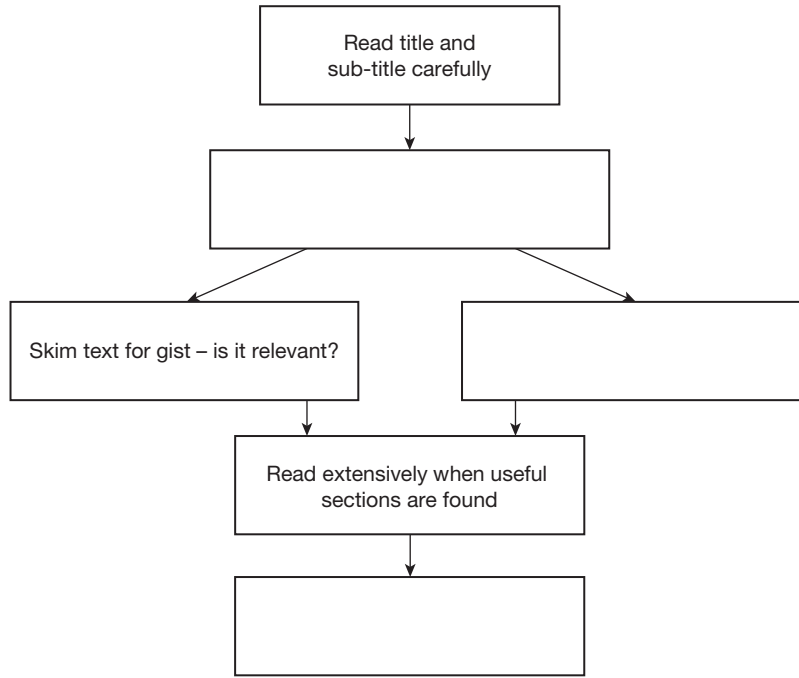 Read title and
sub-title carefully
Skim text for gist – is it relevant?
Read extensively when useful
sections are found